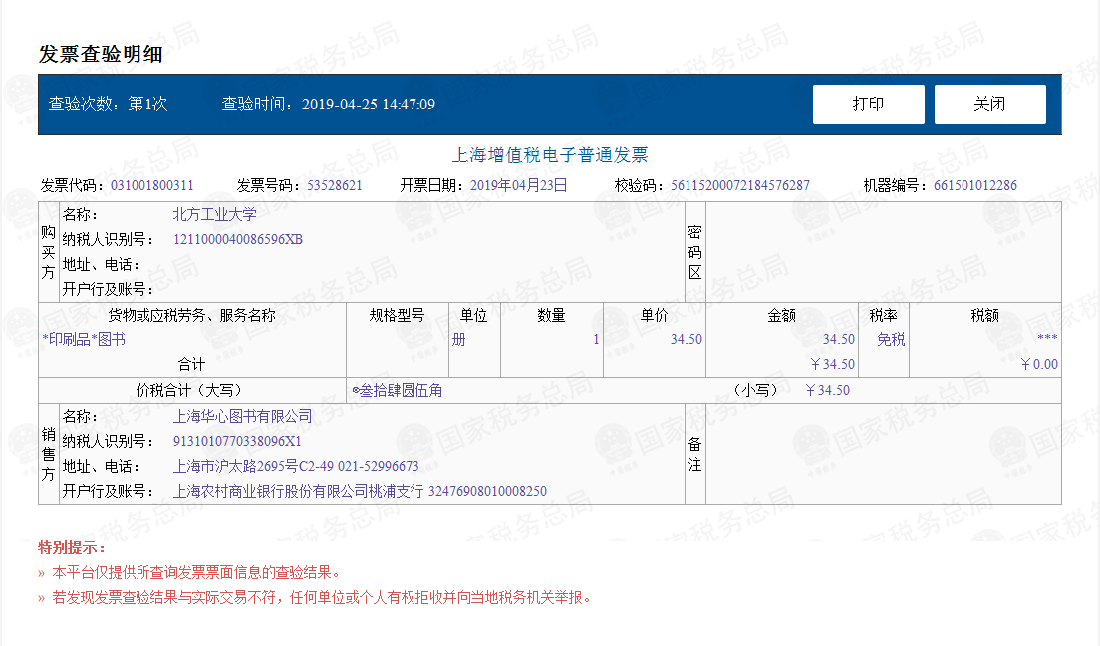 发票查验明细
查验次数：第1次 查验时间：2019-04-25 14:47:09 打印 关闭
上海增值税电子普通发票
发票代码：031001800311 发票号码：53528621 开票日期：2019年04月23日 校验码：56115200072184576287 机器编号：661501012286
购买方
名称： 北方工业大学
纳税人识别号： 1211000040086596XB
地址、电话：
开户行及账号：
密码区
货物或应税劳务、服务名称 规格型号 单位 数量 单价 金额 税率 税额
*印刷品*图书 册 1 34.50 34.50 免税 ***
合计 ￥34.50 ￥0.00
价税合计（大写） ⊗叁拾肆圆伍角 （小写） ￥34.50
销售方
名称： 上海华心图书有限公司
纳税人识别号： 9131010770338096X1
地址、电话： 上海市沪太路2695号C2-49 021-52996673
开户行及账号： 上海农村商业银行股份有限公司桃浦支行 32476908010008250
备注
特别提示：
» 本平台仅提供所查询发票票面信息的查验结果。
» 若发现发票查验结果与实际交易不符，任何单位或个人有权拒收并向当地税务机关举报。
国家税务总局